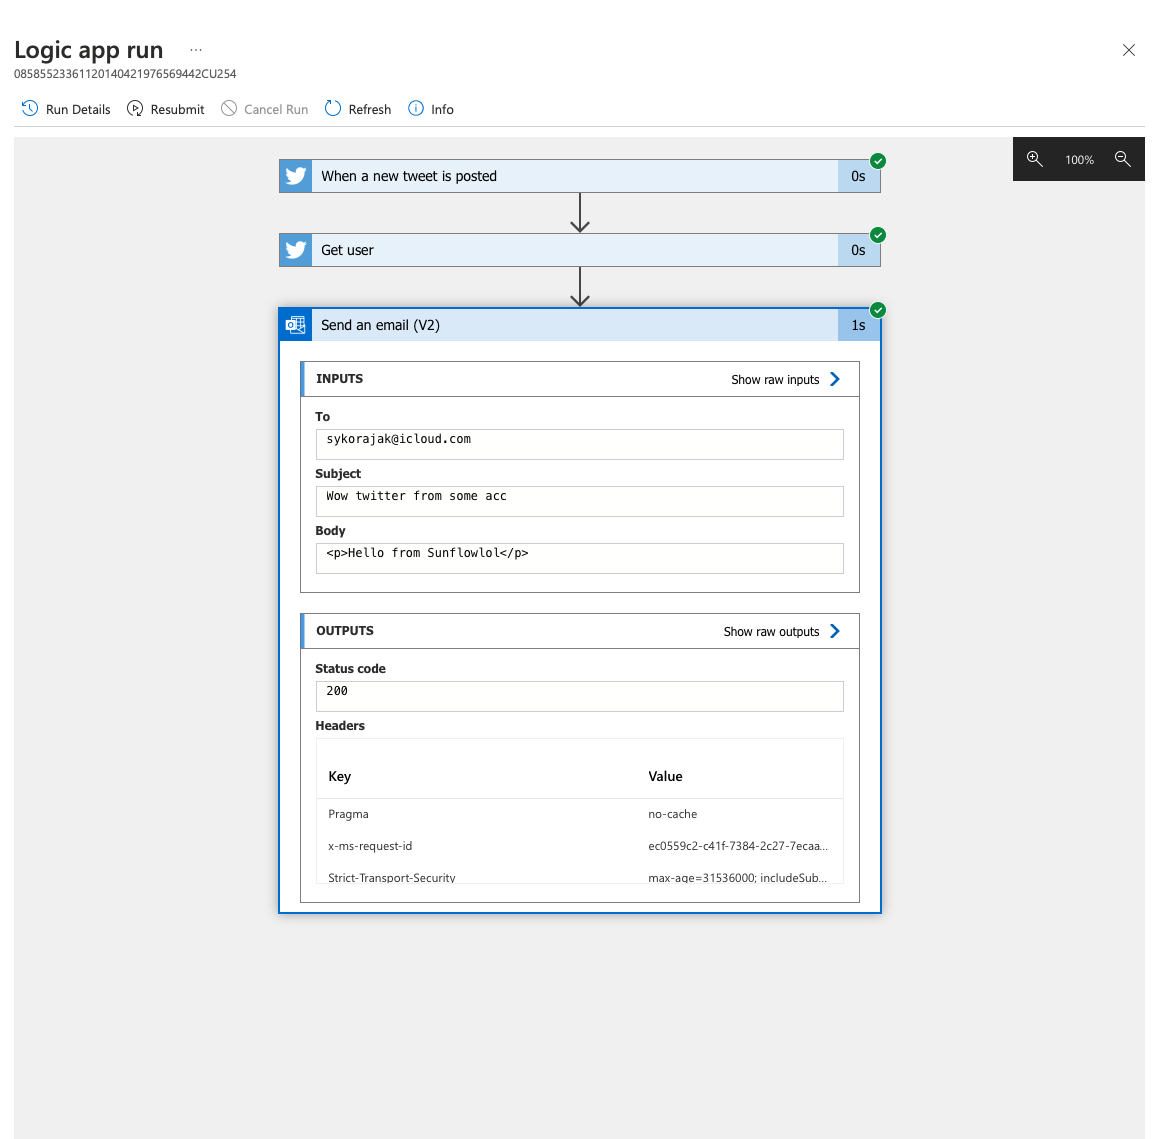 Logic app run ...
08585523361120140421976569442CU254
Run Details Resubmit Cancel Run Refresh Info
100%
When a new tweet is posted 0s
Get user 0s
Send an email (V2) 1s
INPUTS Show raw inputs
To
sykorajak@icloud.com
Subject
Wow twitter from some acc
Body
<p>Hello from Sunflowlol</p>
OUTPUTS Show raw outputs
Status code
200
Headers
Key Value
Pragma no-cache
x-ms-request-id ec0559c2-c41f-7384-2c27-7ecaa...
Strict-Transport-Security max-age=31536000; includeSub...